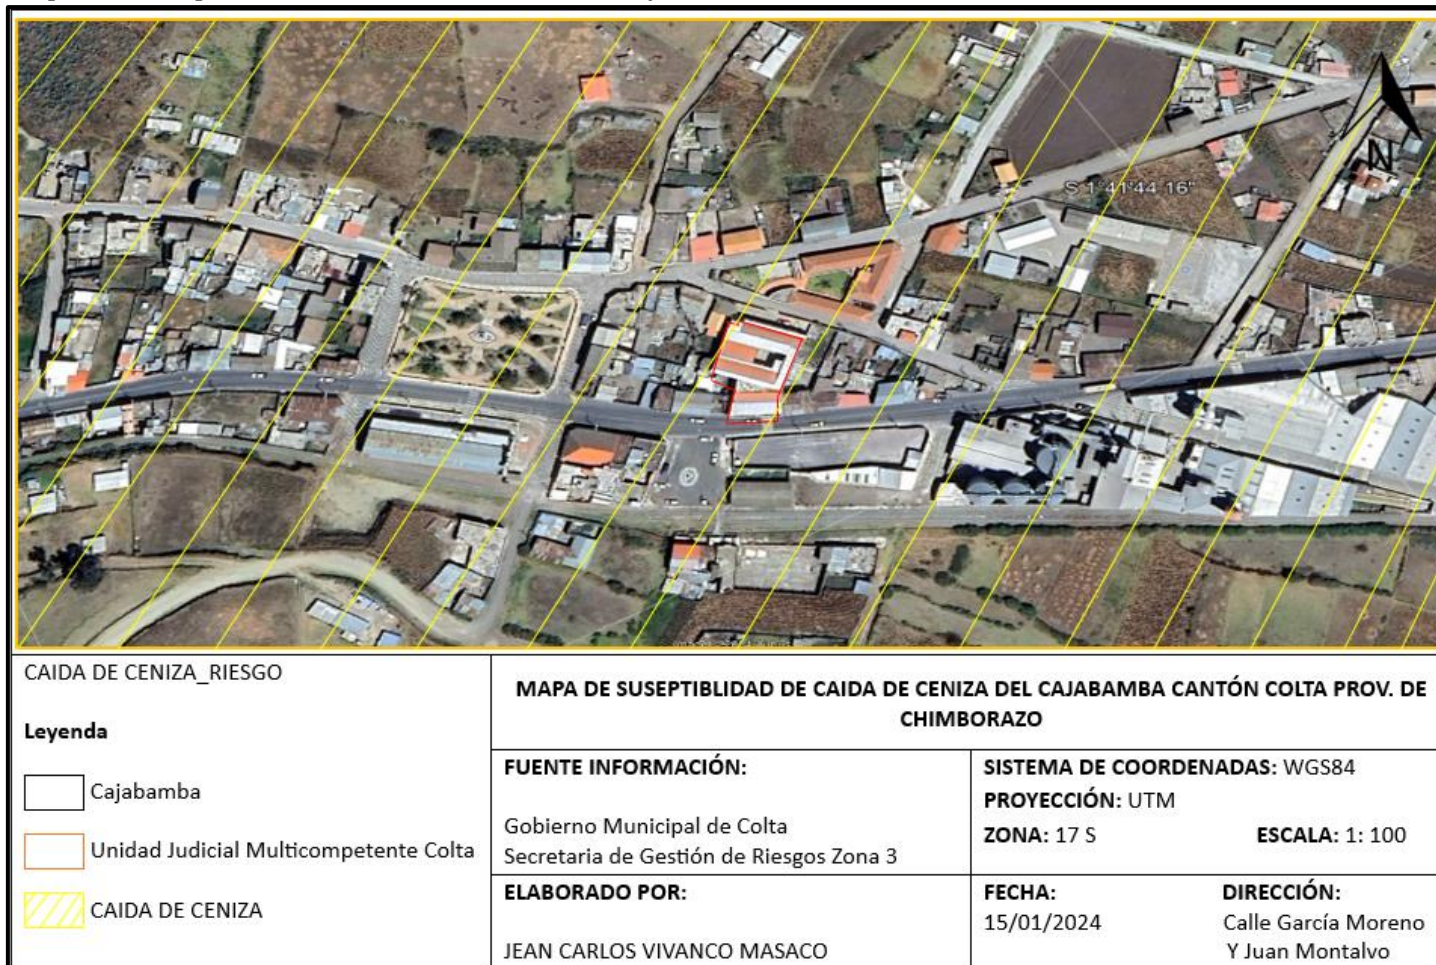 N
S 1°41'44.16"
CAIDA DE CENIZA_RIESGO
Leyenda
Cajabamba
Unidad Judicial Multicompetente Colta
CAIDA DE CENIZA
MAPA DE SUSEPTIBLIDAD DE CAIDA DE CENIZA DEL CAJABAMBA CANTÓN COLTA PROV. DE
CHIMBORAZO
FUENTE INFORMACIÓN:
Gobierno Municipal de Colta
Secretaria de Gestión de Riesgos Zona 3
SISTEMA DE COORDENADAS: WGS84
PROYECCIÓN: UTM
ZONA: 17 S ESCALA: 1: 100
ELABORADO POR:
JEAN CARLOS VIVANCO MASACO
FECHA:
15/01/2024
DIRECCIÓN:
Calle García Moreno
Y Juan Montalvo